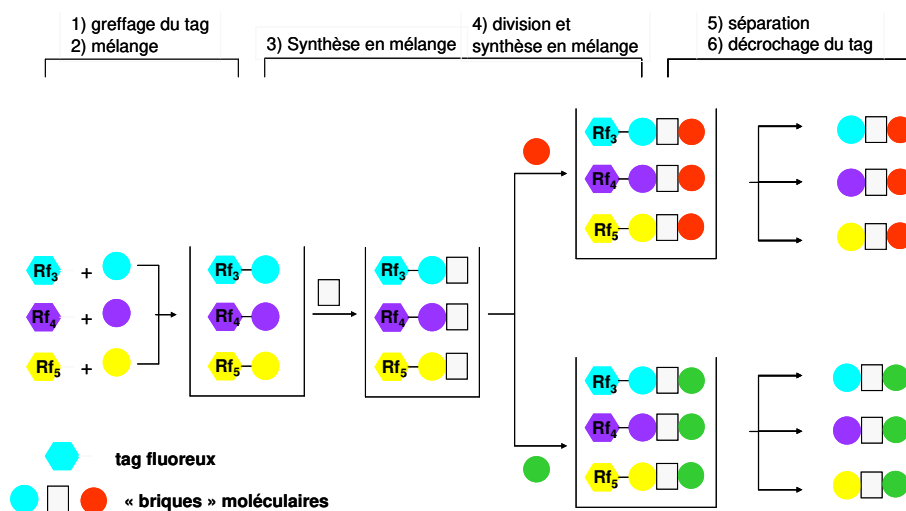 1) greffage du tag
2) mélange
3) Synthèse en mélange
4) division et
synthèse en mélange
5) séparation
6) décrochage du tag
Rf3
Rf4
Rf5
Rf3 +
Rf4 +
Rf5 +
Rf3
Rf4
Rf5
Rf3
Rf4
Rf5
Rf3
Rf4
Rf5
tag fluoreux
« briques » moléculaires